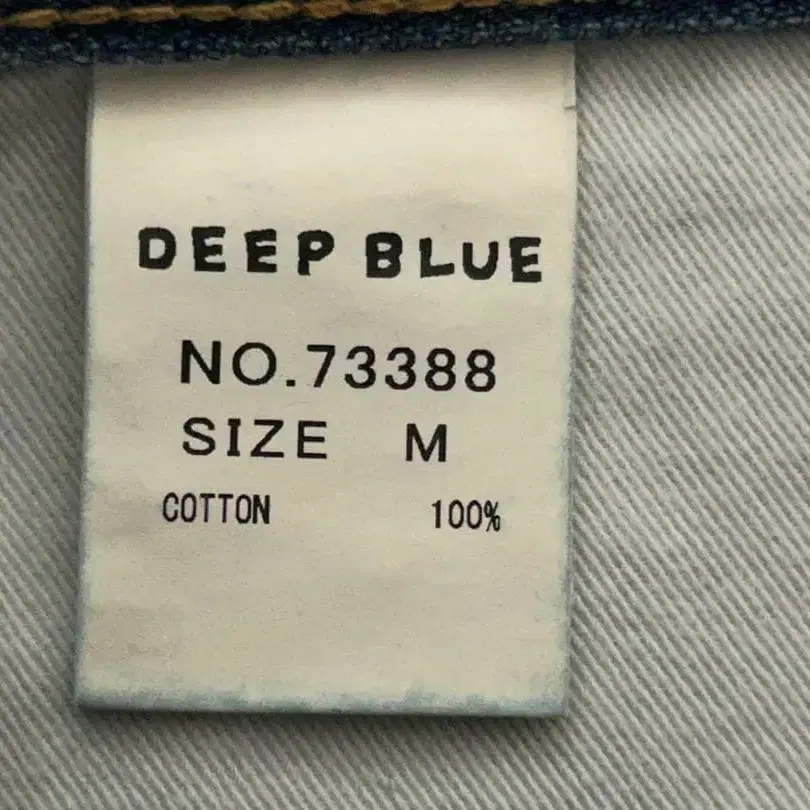 DEEP BLUE
NO.73388
SIZE M
COTTON 100%